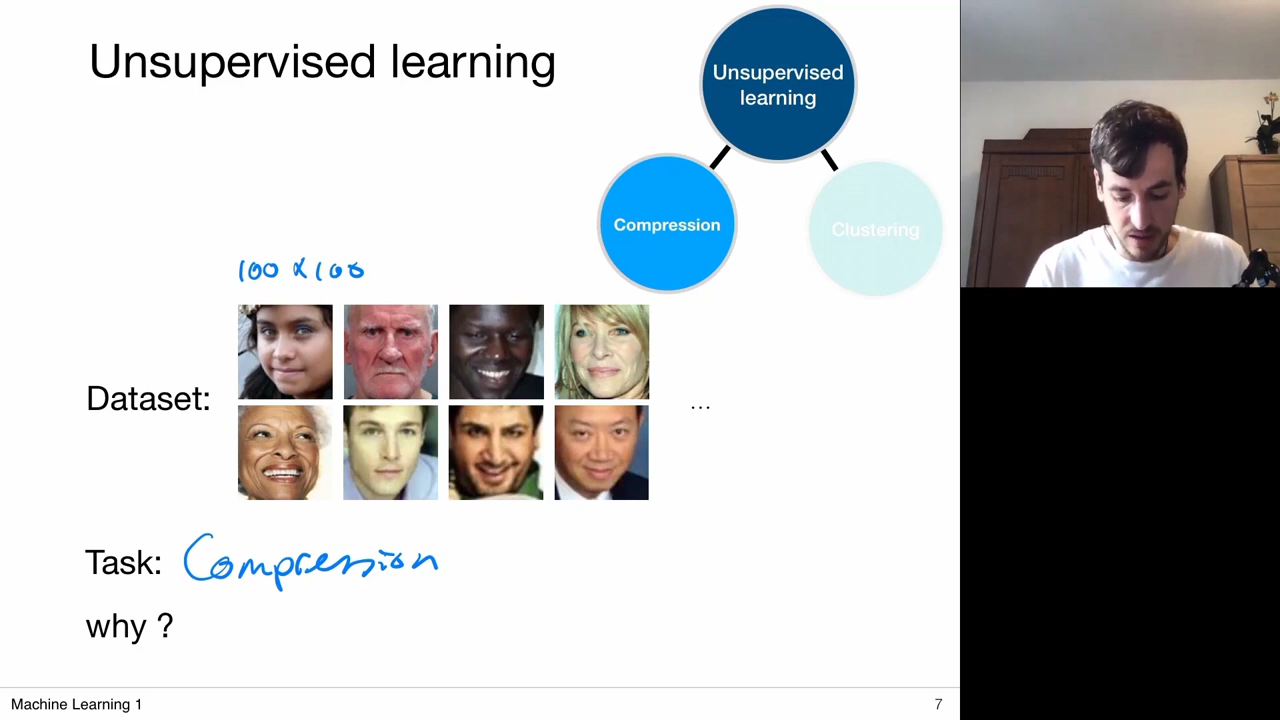 Unsupervised learning
Unsupervised
learning
Compression
Clustering
100 x 100
Dataset:
...
Task: Compression
why ?
Machine Learning 1
7